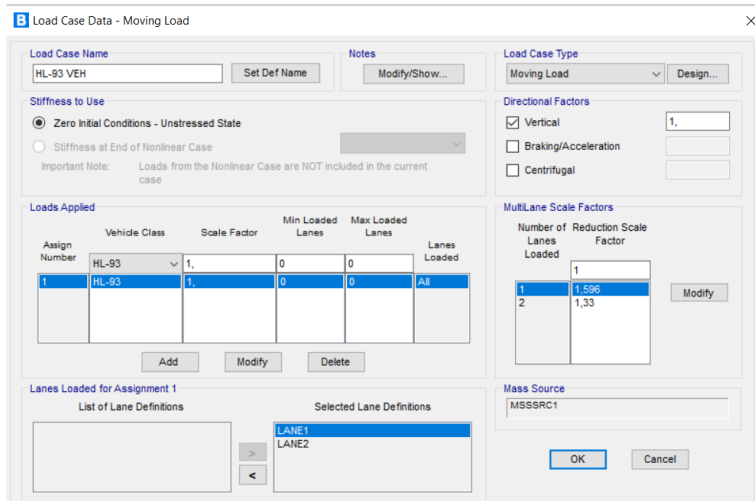 B Load Case Data - Moving Load
Load Case Name
HL-93 VEH
Set Def Name
Notes
Modify/Show...
Load Case Type
Moving Load
Design...
Stiffness to Use
Zero Initial Conditions - Unstressed State
Stiffness at End of Nonlinear Case
Important Note: Loads from the Nonlinear Case are NOT included in the current
case
Directional Factors
Vertical 1,
Braking/Acceleration
Centrifugal
Loads Applied
Assign
Number
Vehicle Class
Scale Factor
Min Loaded
Lanes
Max Loaded
Lanes
Lanes
Loaded
HL-93 1, 0 0
1 HL-93 1, 0 0 All
Add
Modify
Delete
MultiLane Scale Factors
Number of
Lanes
Loaded
Reduction Scale
Factor
1
1 1,596
2 1,33
Modify
Lanes Loaded for Assignment 1
List of Lane Definitions
Selected Lane Definitions
LANE1
LANE2
>
<
Mass Source
MSSSRC1
OK
Cancel